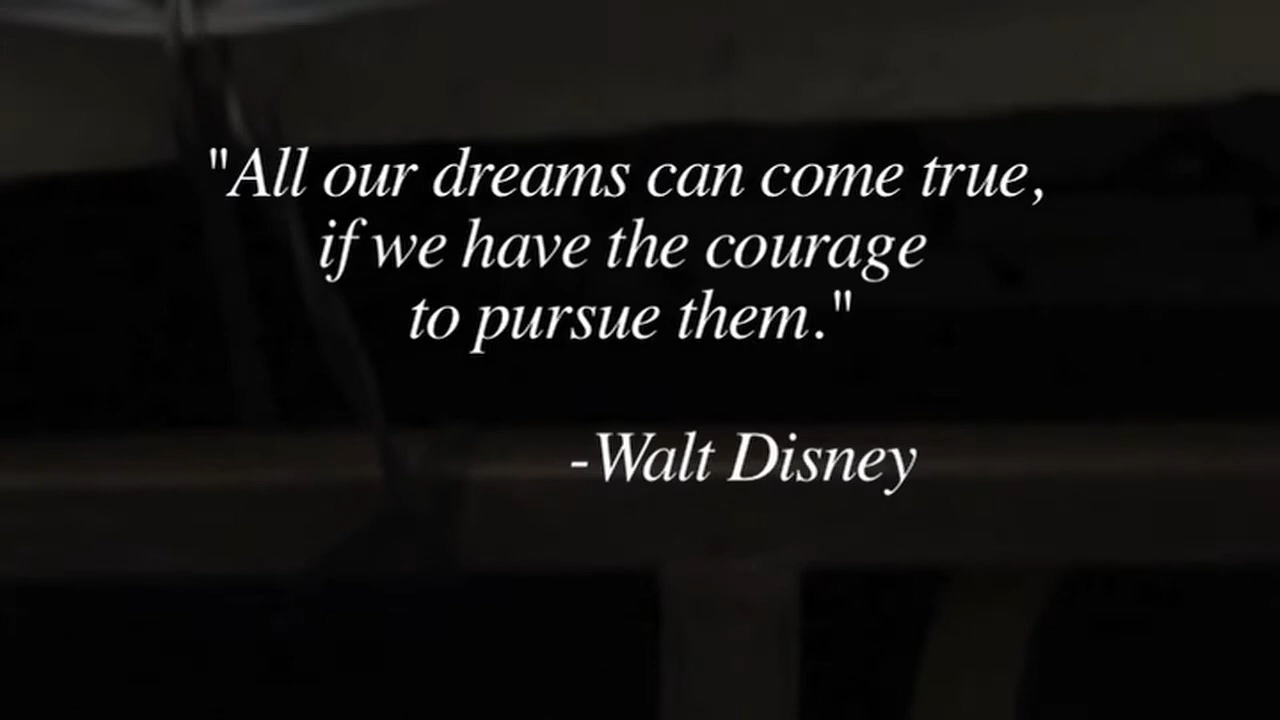 "All our dreams can come true,
if we have the courage
to pursue them."
-Walt Disney